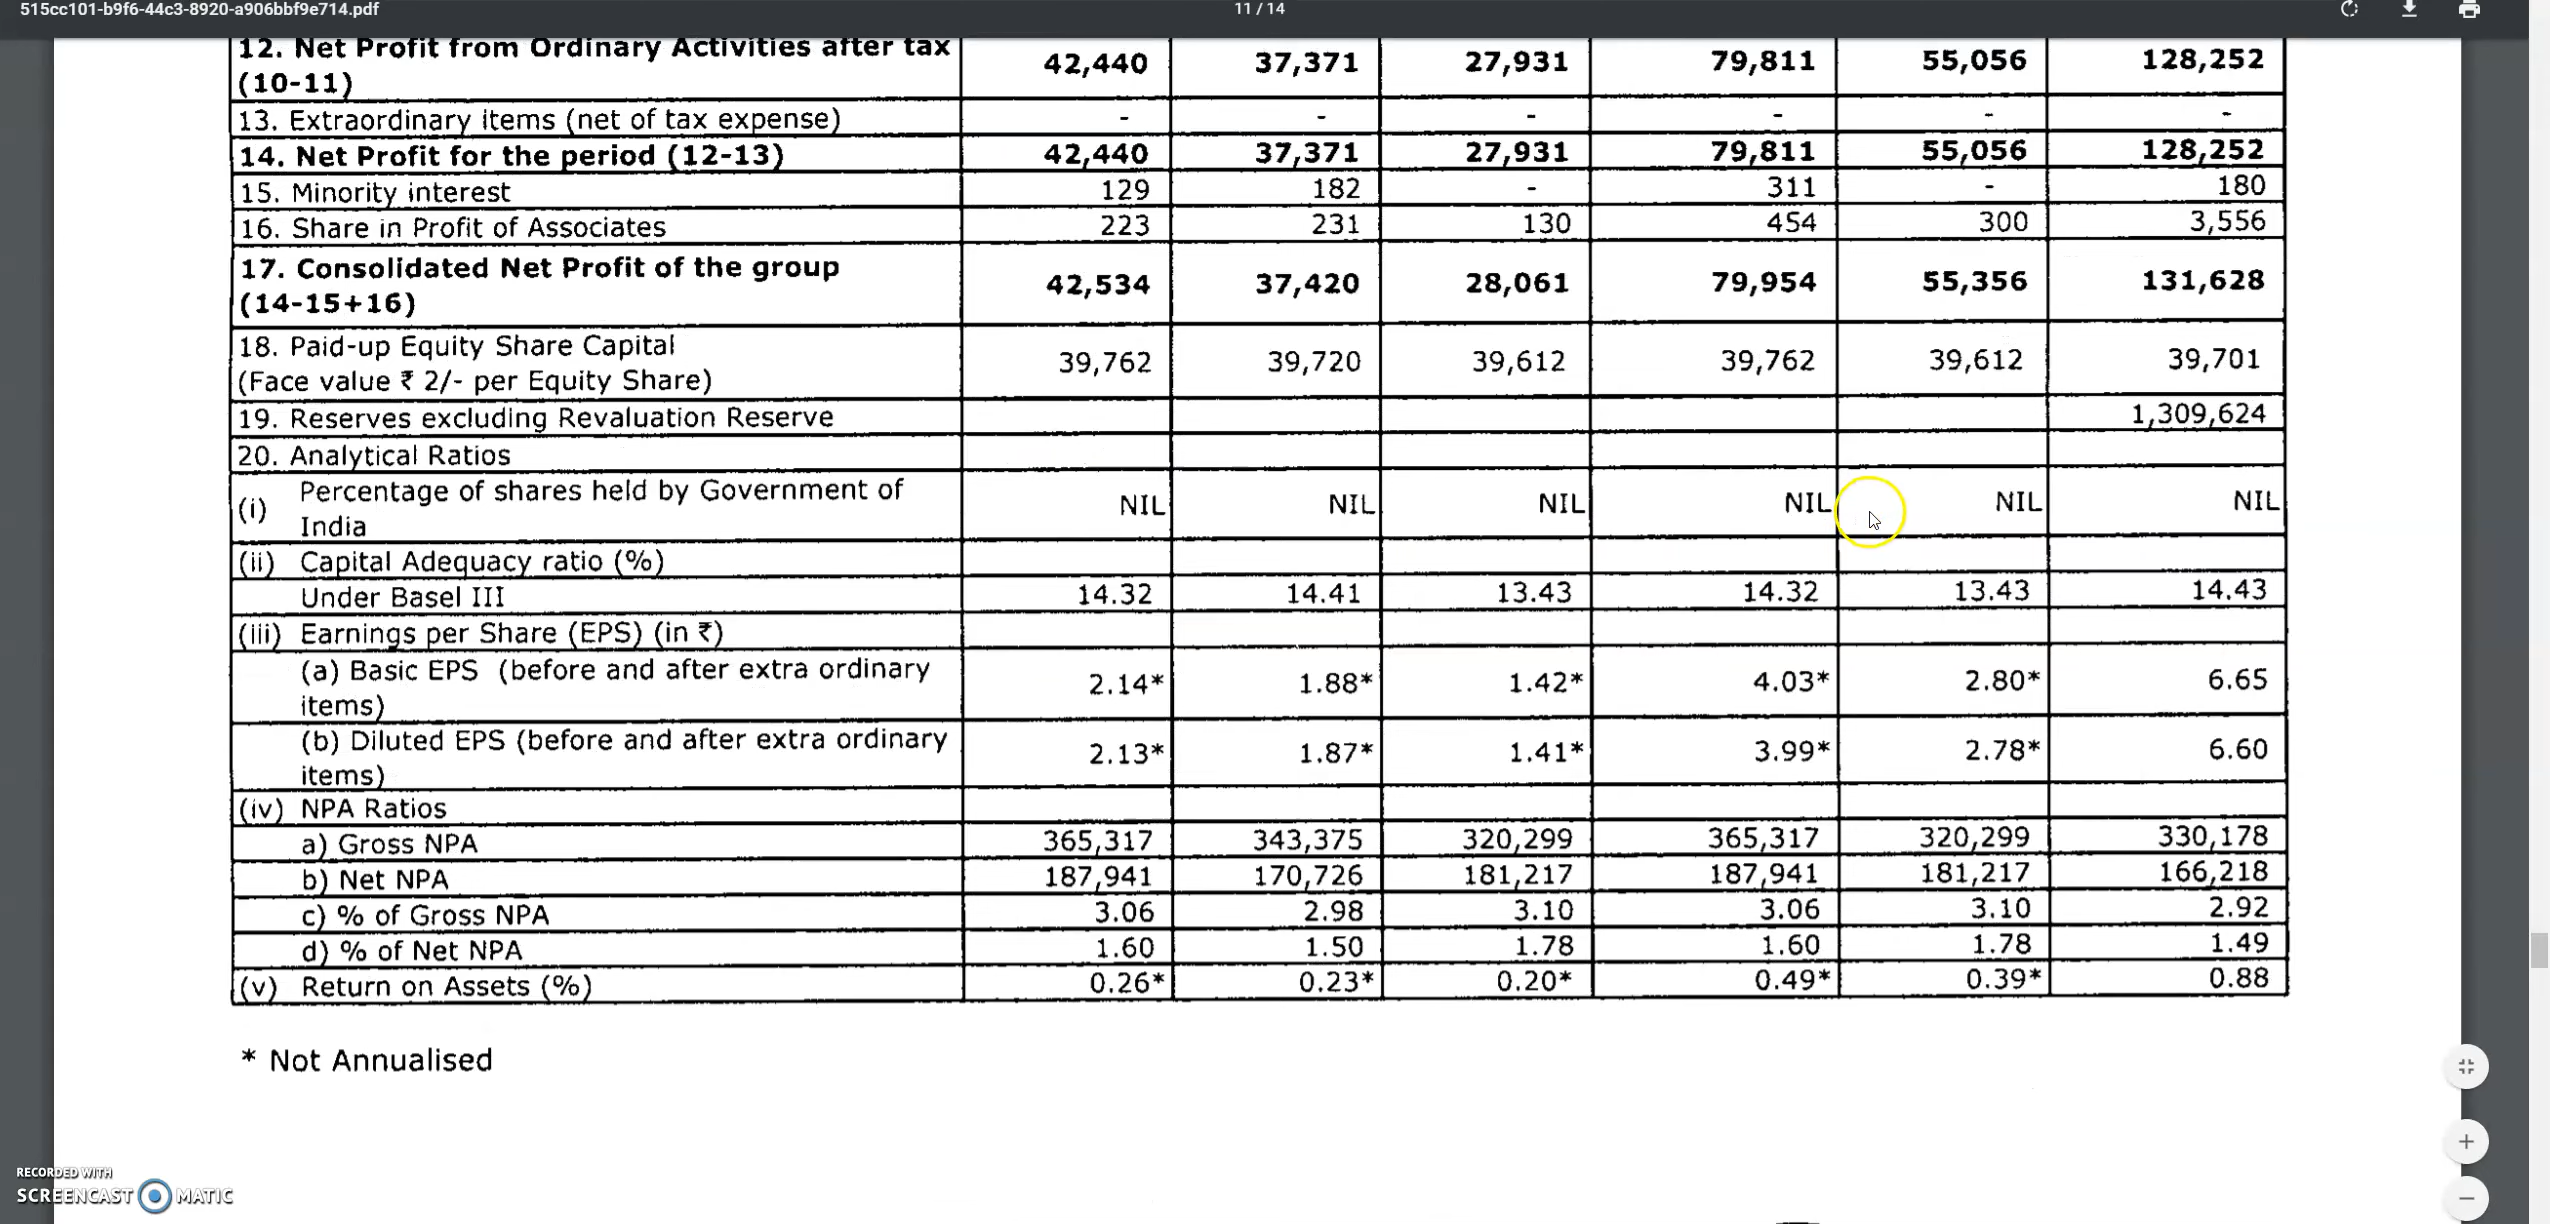 515cc101-b9f6-44c3-8920-a906bbf9e714.pdf 11 / 14
12. Net Profit from Ordinary Activities after tax
(10-11) 42,440 37,371 27,931 79,811 55,056 128,252
13. Extraordinary items (net of tax expense) - - - - - -
14. Net Profit for the period (12-13) 42,440 37,371 27,931 79,811 55,056 128,252
15. Minority interest 129 182 - 311 - 180
16. Share in Profit of Associates 223 231 130 454 300 3,556
17. Consolidated Net Profit of the group
(14-15+16) 42,534 37,420 28,061 79,954 55,356 131,628
18. Paid-up Equity Share Capital
(Face value ₹ 2/- per Equity Share) 39,762 39,720 39,612 39,762 39,612 39,701
19. Reserves excluding Revaluation Reserve 1,309,624
20. Analytical Ratios
(i) Percentage of shares held by Government of
India NIL NIL NIL NIL NIL NIL
(ii) Capital Adequacy ratio (%)
Under Basel III 14.32 14.41 13.43 14.32 13.43 14.43
(iii) Earnings per Share (EPS) (in ₹)
(a) Basic EPS (before and after extra ordinary
items) 2.14* 1.88* 1.42* 4.03* 2.80* 6.65
(b) Diluted EPS (before and after extra ordinary
items) 2.13* 1.87* 1.41* 3.99* 2.78* 6.60
(iv) NPA Ratios
a) Gross NPA 365,317 343,375 320,299 365,317 320,299 330,178
b) Net NPA 187,941 170,726 181,217 187,941 181,217 166,218
c) % of Gross NPA 3.06 2.98 3.10 3.06 3.10 2.92
d) % of Net NPA 1.60 1.50 1.78 1.60 1.78 1.49
(v) Return on Assets (%) 0.26* 0.23* 0.20* 0.49* 0.39* 0.88
* Not Annualised
RECORDED WITH
SCREENCAST MATIC